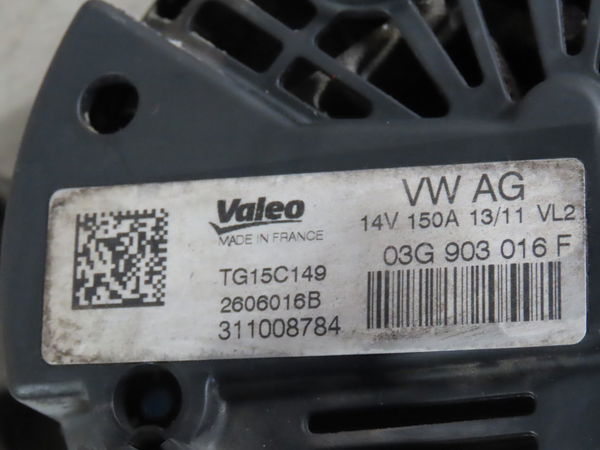 Valeo
MADE IN FRANCE
TG15C149
2606016B
311008784
VW AG
14V 150A 13/11 VL2
03G 903 016 F